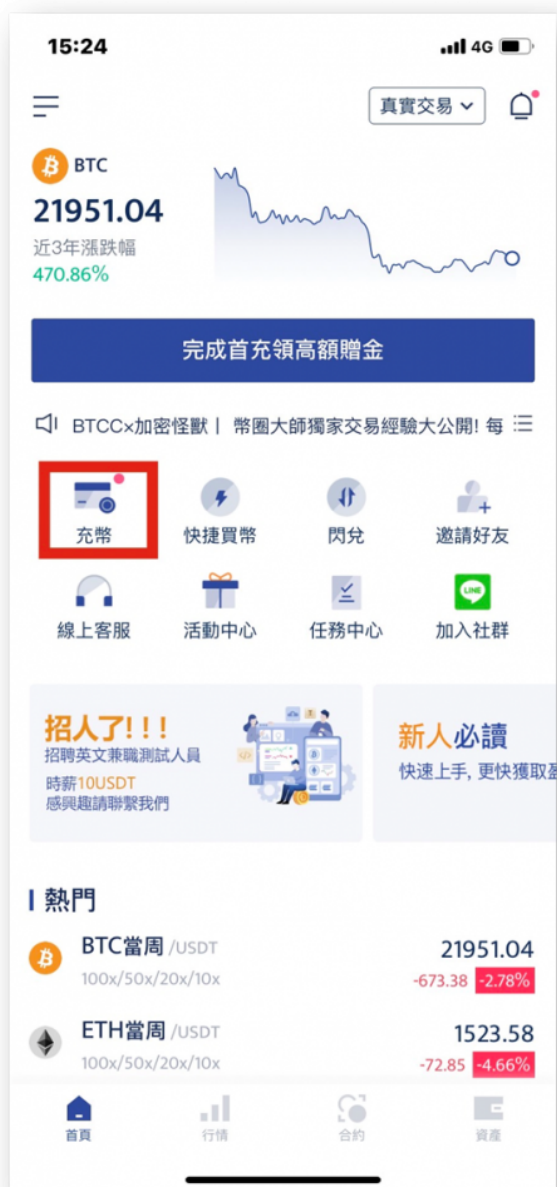 15:24
4G
真實交易
BTC
21951.04
近3年漲跌幅
470.86%
完成首充領高額贈金
BTCC×加密怪獸 | 幣圈大師獨家交易經驗大公開! 每
充幣
快捷買幣
閃兌
邀請好友
線上客服
活動中心
任務中心
LINE
加入社群
招人了!!!
招聘英文兼職測試人員
時薪10USDT
感興趣請聯繫我們
新人必讀
快速上手, 更快獲取盈
熱門
BTC當周 /USDT
21951.04
100x/50x/20x/10x
-673.38 -2.78%
ETH當周 /USDT
1523.58
100x/50x/20x/10x
-72.85 -4.66%
首頁
行情
合約
資產